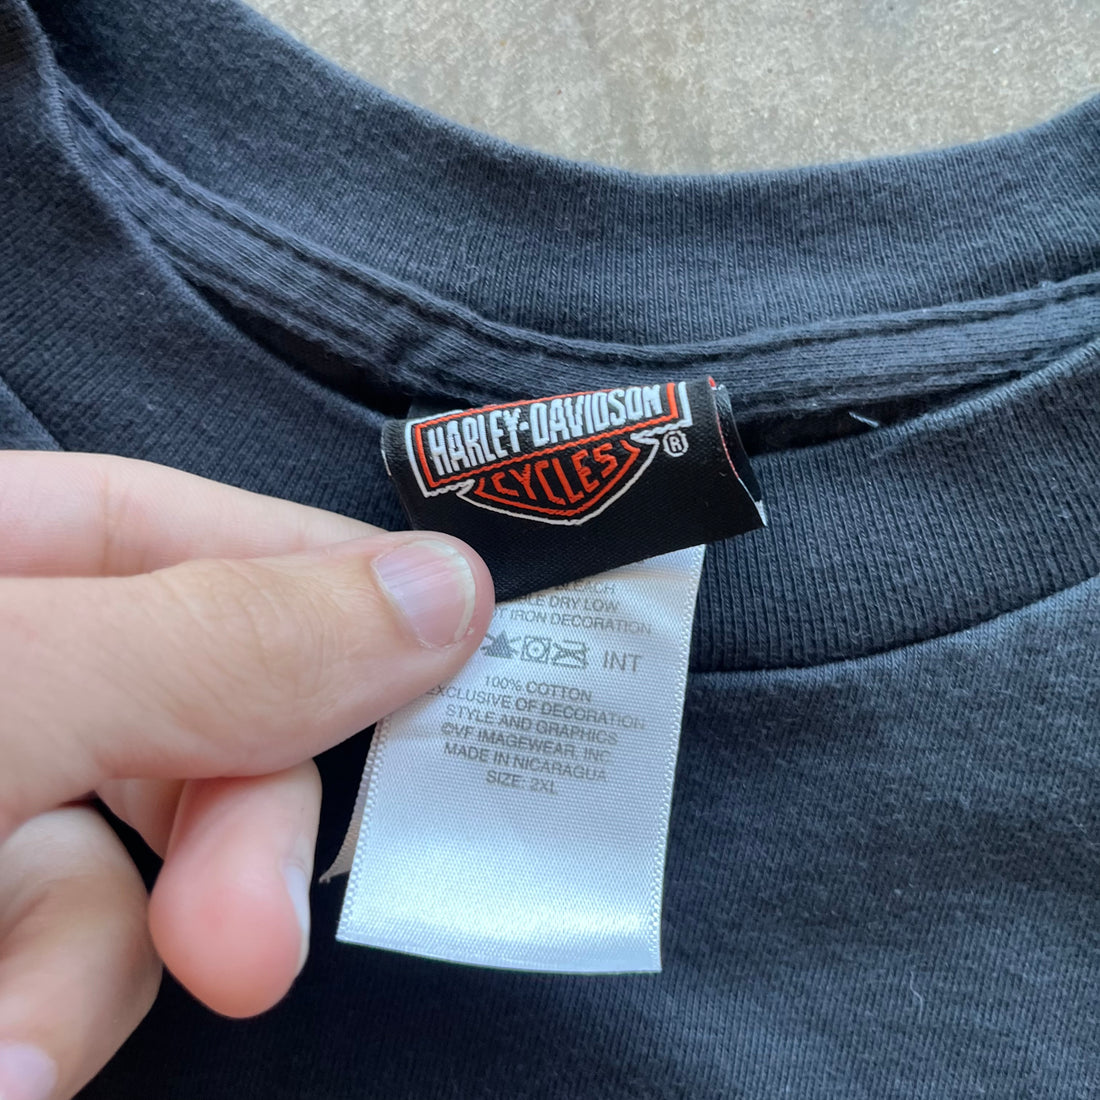 HARLEY-DAVIDSON
CYCLES ®
DRY LOW
IRON DECORATION
INT
100% COTTON
EXCLUSIVE OF DECORATION
STYLE AND GRAPHICS
©VF IMAGEWEAR, INC
MADE IN NICARAGUA
SIZE: 2XL